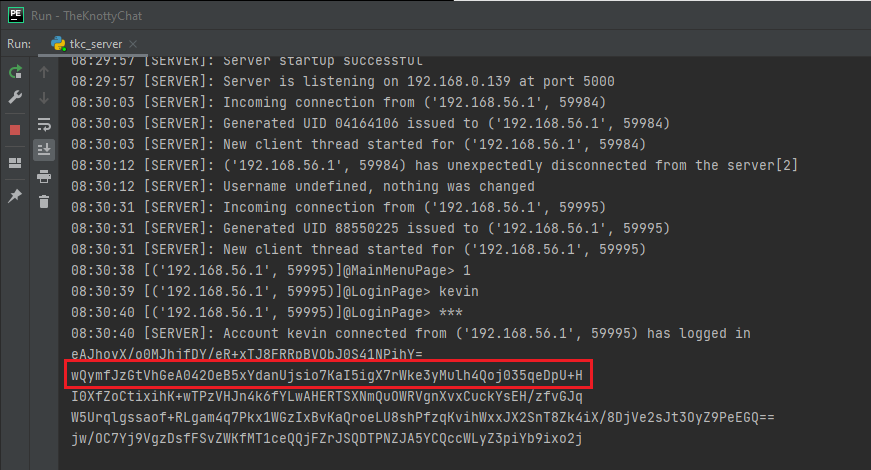 Run - TheKnottyChat
Run: tkc_server
08:29:57 [SERVER]: Server startup successful
08:29:57 [SERVER]: Server is listening on 192.168.0.139 at port 5000
08:30:03 [SERVER]: Incoming connection from ('192.168.56.1', 59984)
08:30:03 [SERVER]: Generated UID 04164106 issued to ('192.168.56.1', 59984)
08:30:03 [SERVER]: New client thread started for ('192.168.56.1', 59984)
08:30:12 [SERVER]: ('192.168.56.1', 59984) has unexpectedly disconnected from the server[2]
08:30:12 [SERVER]: Username undefined, nothing was changed
08:30:31 [SERVER]: Incoming connection from ('192.168.56.1', 59995)
08:30:31 [SERVER]: Generated UID 88550225 issued to ('192.168.56.1', 59995)
08:30:31 [SERVER]: New client thread started for ('192.168.56.1', 59995)
08:30:38 [('192.168.56.1', 59995)]@MainMenuPage> 1
08:30:39 [('192.168.56.1', 59995)]@LoginPage> kevin
08:30:40 [('192.168.56.1', 59995)]@LoginPage> ***
08:30:40 [SERVER]: Account kevin connected from ('192.168.56.1', 59995) has logged in
eAJhoyX/o0MJhjfDY/eR+xTJ8FRRpBVObJ0S41NPihY=
wQymfJzGtVhGeA042OeB5xYdanUjsio7KaI5igX7rWke3yMulh4Qoj035qeDpU+H
I0XfZoCtixihK+wTPzVHJn4k6fYLwAHERTSXNmQuOWRVgnXvxCuckYsEH/zfvGJq
W5Urqlgssaof+RLgam4q7Pkx1WGzIxBvKaQroeLU8shPfzqKvihWxxJX2SnT8Zk4iX/8DjVe2sJt3OyZ9PeEGQ==
jw/OC7Yj9VgzDsfFSvZWKfMT1ceQQjFZrJSQDTPNZJA5YCQccWLyZ3piYb9ixo2j